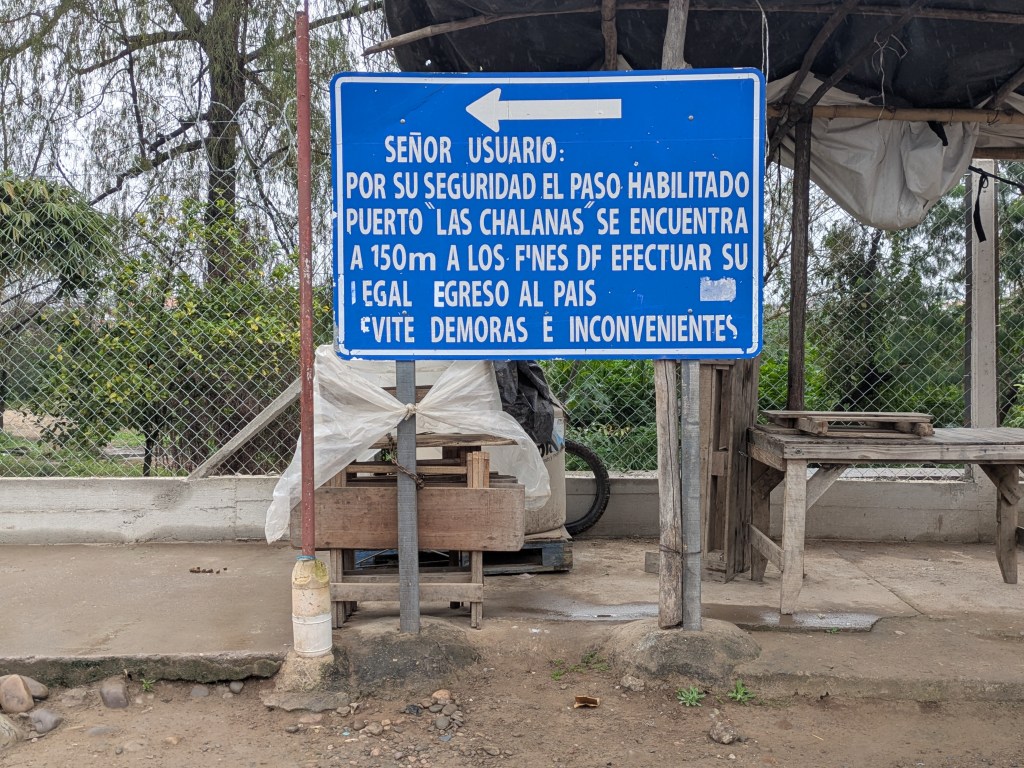 SEÑOR USUARIO:
POR SU SEGURIDAD EL PASO HABILITADO
PUERTO "LAS CHALANAS" SE ENCUENTRA
A 150m A LOS FINES DE EFECTUAR SU
LEGAL EGRESO AL PAIS
EVITE DEMORAS E INCONVENIENTES